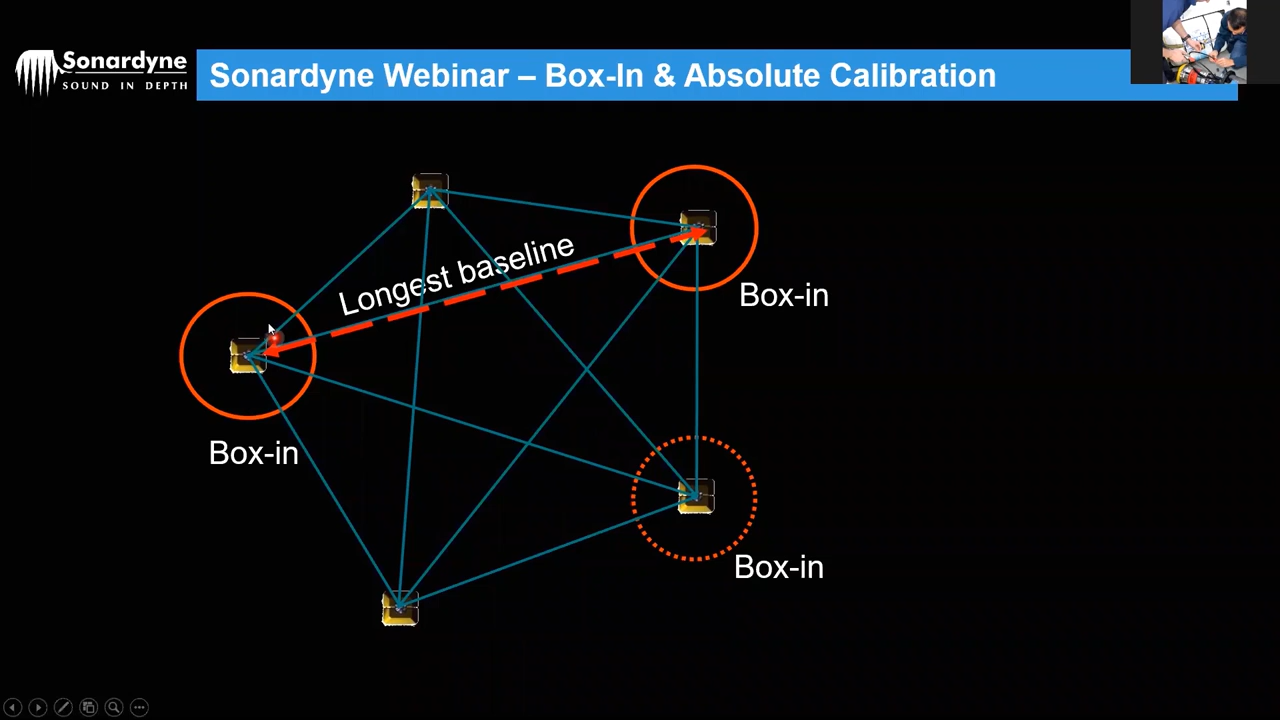 Sonardyne
SOUND IN DEPTH
Sonardyne Webinar – Box-In & Absolute Calibration
Longest baseline
Box-in
Box-in
Box-in